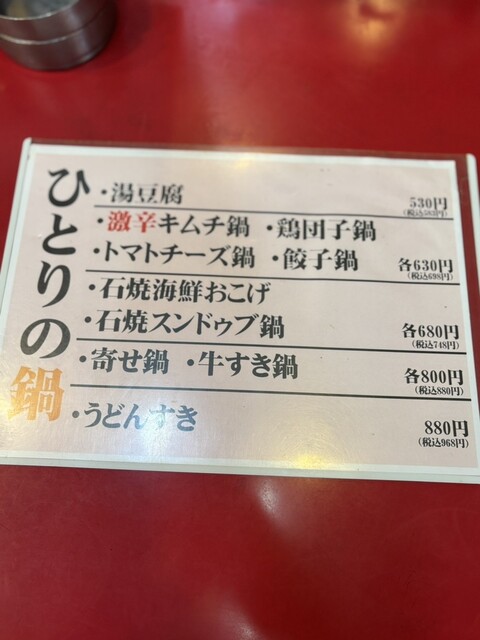 ひとりの鍋
・湯豆腐 530円
(税込583円)
・激辛キムチ鍋 ・鶏団子鍋
・トマトチーズ鍋 ・餃子鍋 各630円
(税込698円)
・石焼海鮮おこげ
・石焼スンドゥブ鍋 各680円
(税込748円)
・寄せ鍋 ・牛すき鍋 各800円
(税込880円)
・うどんすき 880円
(税込968円)